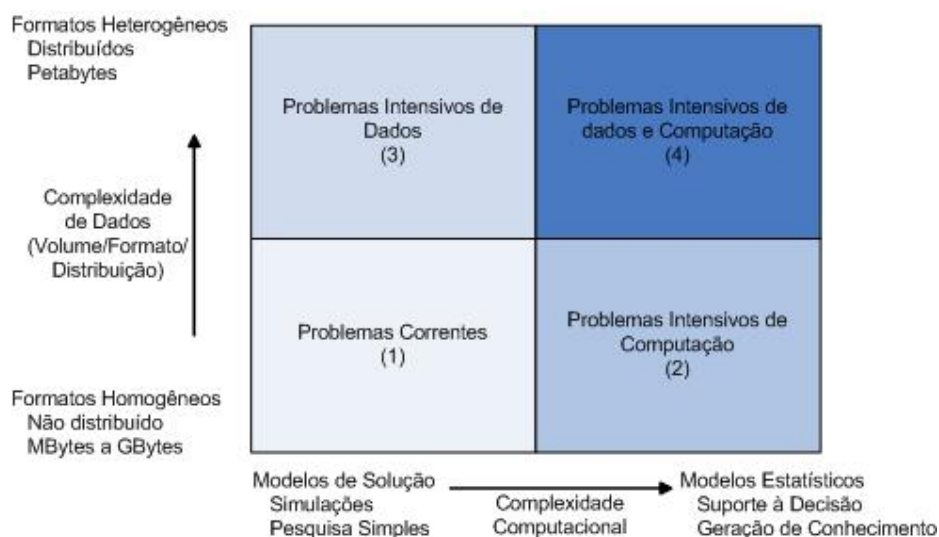 Formatos Heterogêneos
Distribuídos
Petabytes
Problemas Intensivos de
Dados
(3)
Problemas Intensivos de
dados e Computação
(4)
Complexidade
de Dados
(Volume/Formato/
Distribuição)
Problemas Correntes
(1)
Problemas Intensivos de
Computação
(2)
Formatos Homogêneos
Não distribuído
MBytes a GBytes
Modelos de Solução
Simulações
Pesquisa Simples
Complexidade
Computacional
Modelos Estatísticos
Suporte à Decisão
Geração de Conhecimento